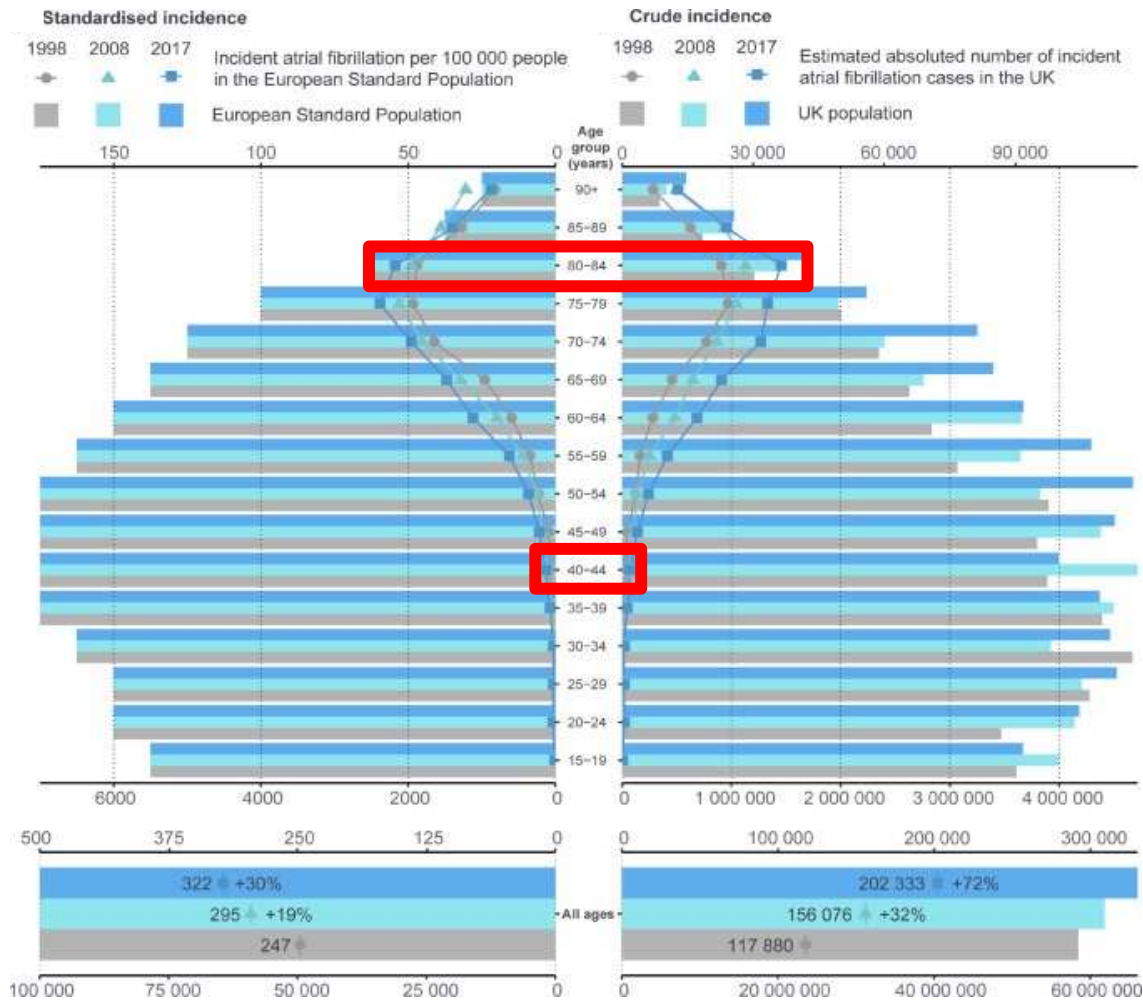 Standardised incidence
1998 2008 2017
Incident atrial fibrillation per 100 000 people
in the European Standard Population
European Standard Population
Crude incidence
1998 2008 2017
Estimated absoluted number of incident
atrial fibrillation cases in the UK
UK population
Age
group
(years)
150 100 50 0
0 30 000 60 000 90 000
90+
85-89
80-84
75-79
70-74
65-69
60-64
55-59
50-54
45-49
40-44
35-39
30-34
25-29
20-24
15-19
6000 4000 2000 0
0 1 000 000 2 000 000 3 000 000 4 000 000
500 375 250 125 0
0 100 000 200 000 300 000
322 +30%
295 +19%
247
All ages
202 333 +72%
156 076 +32%
117 880
100 000 75 000 50 000 25 000 0
0 20 000 000 40 000 000 60 000 000